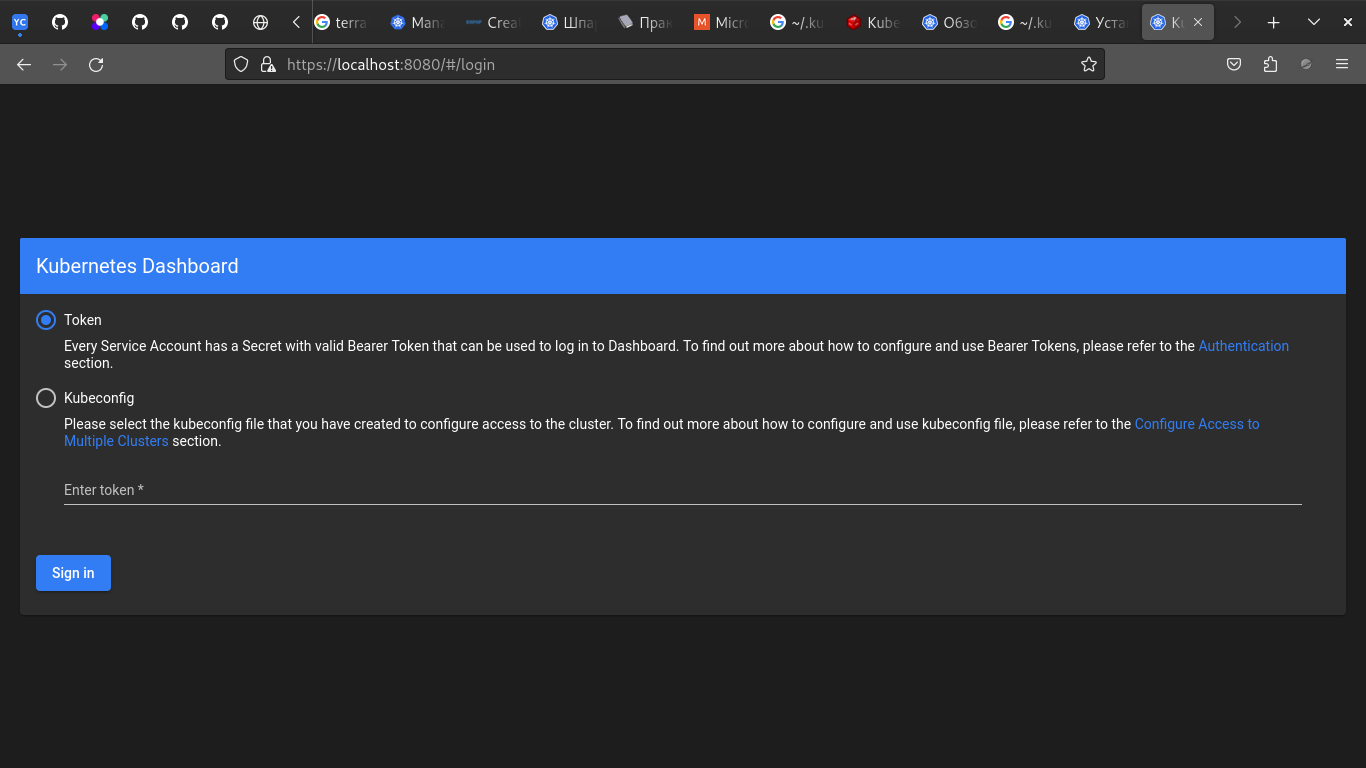 YC
terra
Mana
Creat
Шпар
Прак
M
Micro
~/.ku
Kube
Обзо
~/.ku
Уста
Ku
https://localhost:8080/#/login
Kubernetes Dashboard
Token
Every Service Account has a Secret with valid Bearer Token that can be used to log in to Dashboard. To find out more about how to configure and use Bearer Tokens, please refer to the Authentication
section.
Kubeconfig
Please select the kubeconfig file that you have created to configure access to the cluster. To find out more about how to configure and use kubeconfig file, please refer to the Configure Access to
Multiple Clusters section.
Enter token *
Sign in